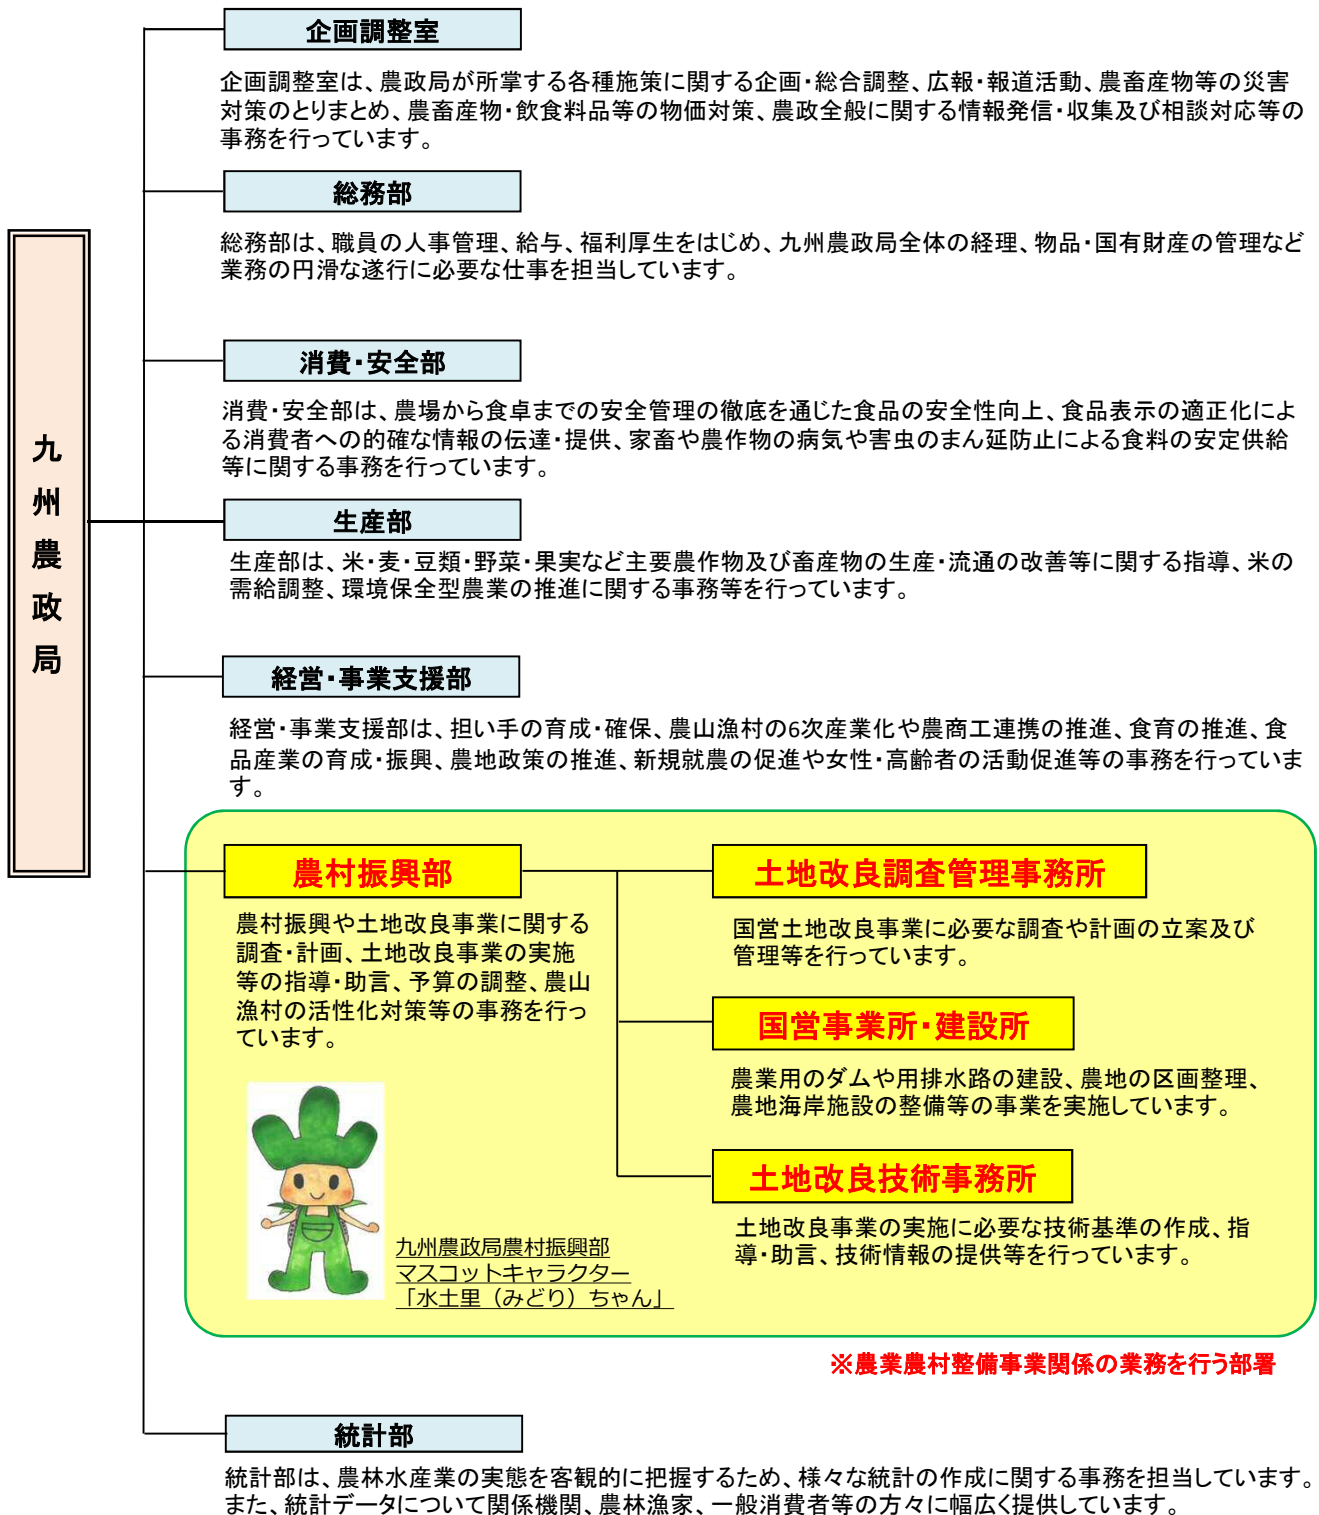 企画調整室
企画調整室は、農政局が所掌する各種施策に関する企画・総合調整、広報・報道活動、農畜産物等の災害
対策のとりまとめ、農畜産物・飲食料品等の物価対策、農政全般に関する情報発信・収集及び相談対応等の
事務を行っています。
総務部
総務部は、職員の人事管理、給与、福利厚生をはじめ、九州農政局全体の経理、物品・国有財産の管理など
業務の円滑な遂行に必要な仕事を担当しています。
消費・安全部
消費・安全部は、農場から食卓までの安全管理の徹底を通じた食品の安全性向上、食品表示の適正化によ
る消費者への的確な情報の伝達・提供、家畜や農作物の病気や害虫のまん延防止による食料の安定供給
等に関する事務を行っています。
九州農政局
生産部
生産部は、米・麦・豆類・野菜・果実など主要農作物及び畜産物の生産・流通の改善等に関する指導、米の
需給調整、環境保全型農業の推進に関する事務等を行っています。
経営・事業支援部
経営・事業支援部は、担い手の育成・確保、農山漁村の6次産業化や農商工連携の推進、食育の推進、食
品産業の育成・振興、農地政策の推進、新規就農の促進や女性・高齢者の活動促進等の事務を行っていま
す。
農村振興部
農村振興や土地改良事業に関する
調査・計画、土地改良事業の実施
等の指導・助言、予算の調整、農山
漁村の活性化対策等の事務を行っ
ています。
九州農政局農村振興部
マスコットキャラクター
「水土里（みどり）ちゃん」
土地改良調査管理事務所
国営土地改良事業に必要な調査や計画の立案及び
管理等を行っています。
国営事業所・建設所
農業用のダムや用排水路の建設、農地の区画整理、
農地海岸施設の整備等の事業を実施しています。
土地改良技術事務所
土地改良事業の実施に必要な技術基準の作成、指
導・助言、技術情報の提供等を行っています。
※農業農村整備事業関係の業務を行う部署
統計部
統計部は、農林水産業の実態を客観的に把握するため、様々な統計の作成に関する事務を担当しています。
また、統計データについて関係機関、農林漁家、一般消費者等の方々に幅広く提供しています。